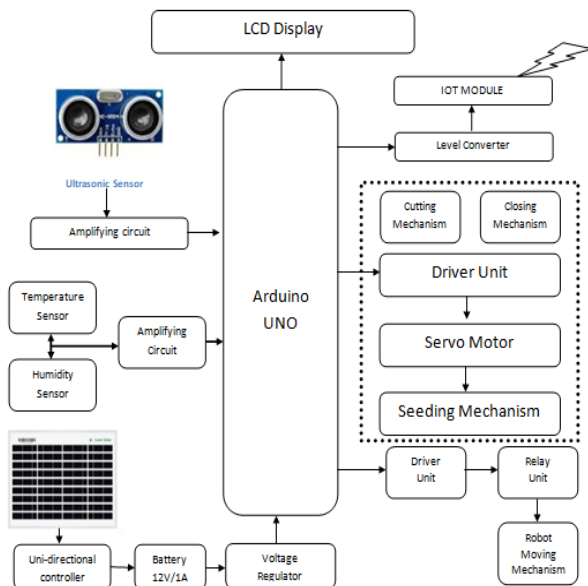 LCD Display
IOT MODULE
Level Converter
Ultrasonic Sensor
Amplifying circuit
Cutting
Mechanism
Closing
Mechanism
Driver Unit
Arduino
UNO
Temperature
Sensor
Amplifying
Circuit
Humidity
Sensor
Servo Motor
Seeding Mechanism
Driver
Unit
Relay
Unit
Uni-directional
controller
Battery
12V/1A
Voltage
Regulator
Robot
Moving
Mechanism